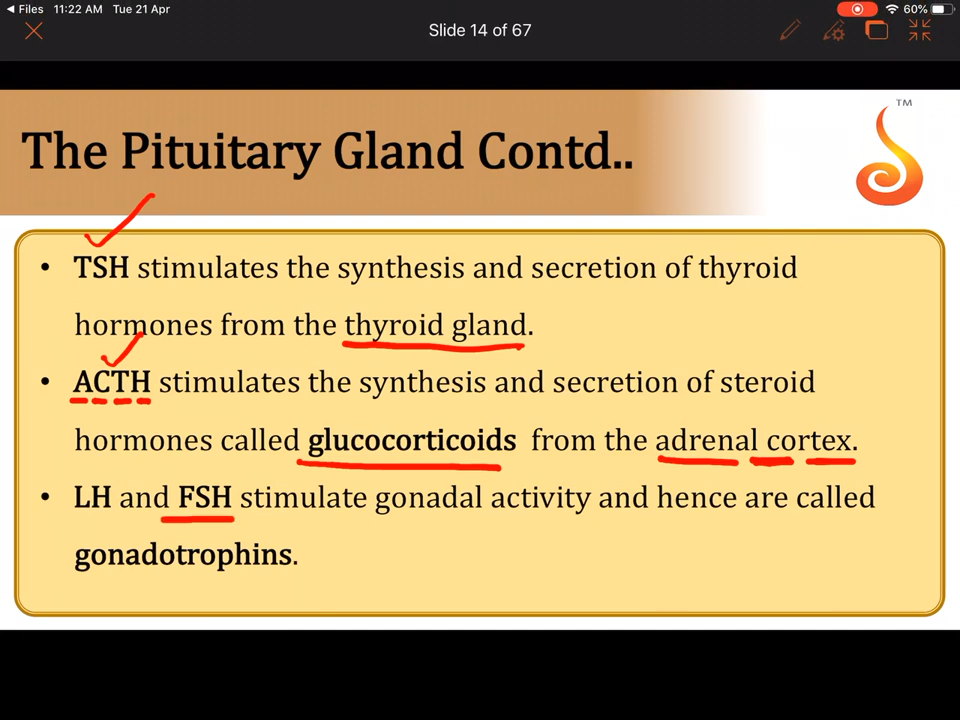 Files 11:22 AM Tue 21 Apr 60%
Slide 14 of 67
TM
The Pituitary Gland Contd..
• TSH stimulates the synthesis and secretion of thyroid
hormones from the thyroid gland.
• ACTH stimulates the synthesis and secretion of steroid
hormones called glucocorticoids from the adrenal cortex.
• LH and FSH stimulate gonadal activity and hence are called
gonadotrophins.